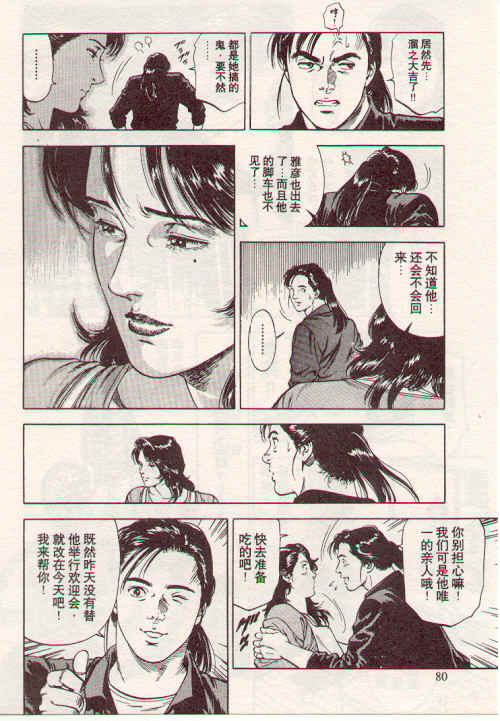 哼!
居然先…
溜之大吉了!!
都是她搞的
鬼,要不然
……
………
雅彦也出去
了…而且他
的脚车也不
见了…
不知道他…
还会不会回
来…
………
你别担心嘛!
我们可是他唯
一的亲人哦!
快去准备
吃的吧!
既然昨天没有替
他举行欢迎会,
就改在今天吧!
我来帮你!
80